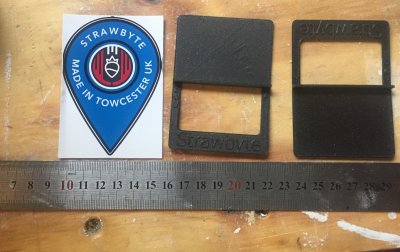 STRAWBYTE
MADE IN TOWCESTER UK
Strawbyte
Strawbyte
7 8 9 10 11 12 13 14 15 16 17 18 19 20 21 22 23 24 25 26 27 28 29